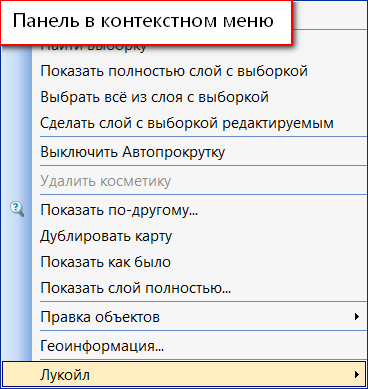 Панель в контекстном меню
Найти выборку
Показать полностью слой с выборкой
Выбрать всё из слоя с выборкой
Сделать слой с выборкой редактируемым
Выключить Автопрокрутку
Удалить косметику
Показать по-другому...
Дублировать карту
Показать как было
Показать слой полностью...
Правка объектов
Геоинформация...
Лукойл